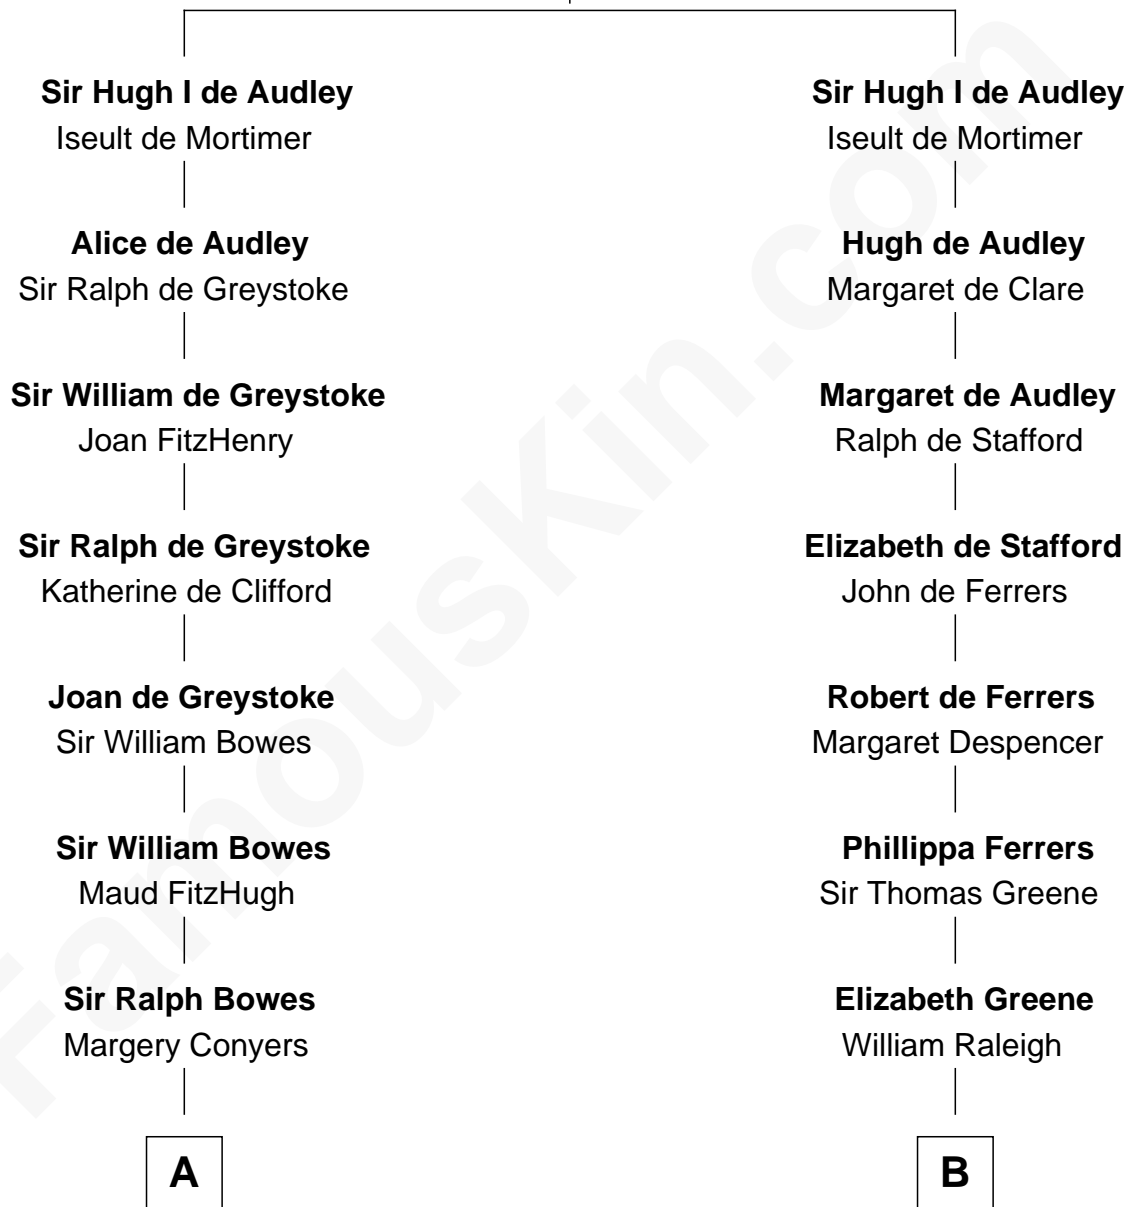 Sir Hugh I de Audley
Iseult de Mortimer
Alice de Audley
Sir Ralph de Greystoke
Sir William de Greystoke
Joan FitzHenry
Sir Ralph de Greystoke
Katherine de Clifford
Joan de Greystoke
Sir William Bowes
Sir William Bowes
Maud FitzHugh
Sir Ralph Bowes
Margery Conyers
A
Sir Hugh I de Audley
Iseult de Mortimer
Hugh de Audley
Margaret de Clare
Margaret de Audley
Ralph de Stafford
Elizabeth de Stafford
John de Ferrers
Robert de Ferrers
Margaret Despencer
Phillippa Ferrers
Sir Thomas Greene
Elizabeth Greene
William Raleigh
B
FamousKin.com